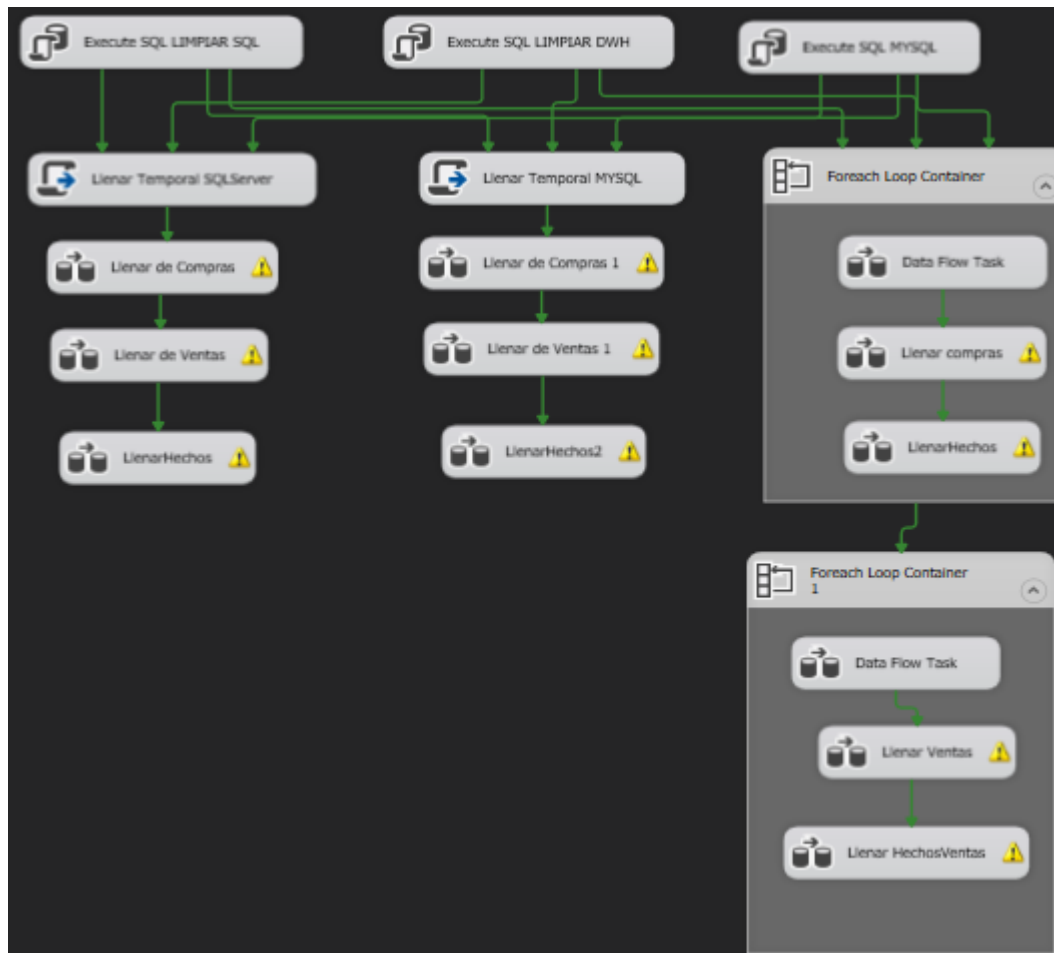 Execute SQL LIMPIAR SQL
Execute SQL LIMPIAR DWH
Execute SQL MYSQL
Llenar Temporal SQLServer
Llenar Temporal MYSQL
Foreach Loop Container
Llenar de Compras
Llenar de Compras 1
Data Flow Task
Llenar de Ventas
Llenar de Ventas 1
Llenar compras
LlenarHechos
LlenarHechos2
LlenarHechos
Foreach Loop Container
1
Data Flow Task
Llenar Ventas
Llenar HechosVentas